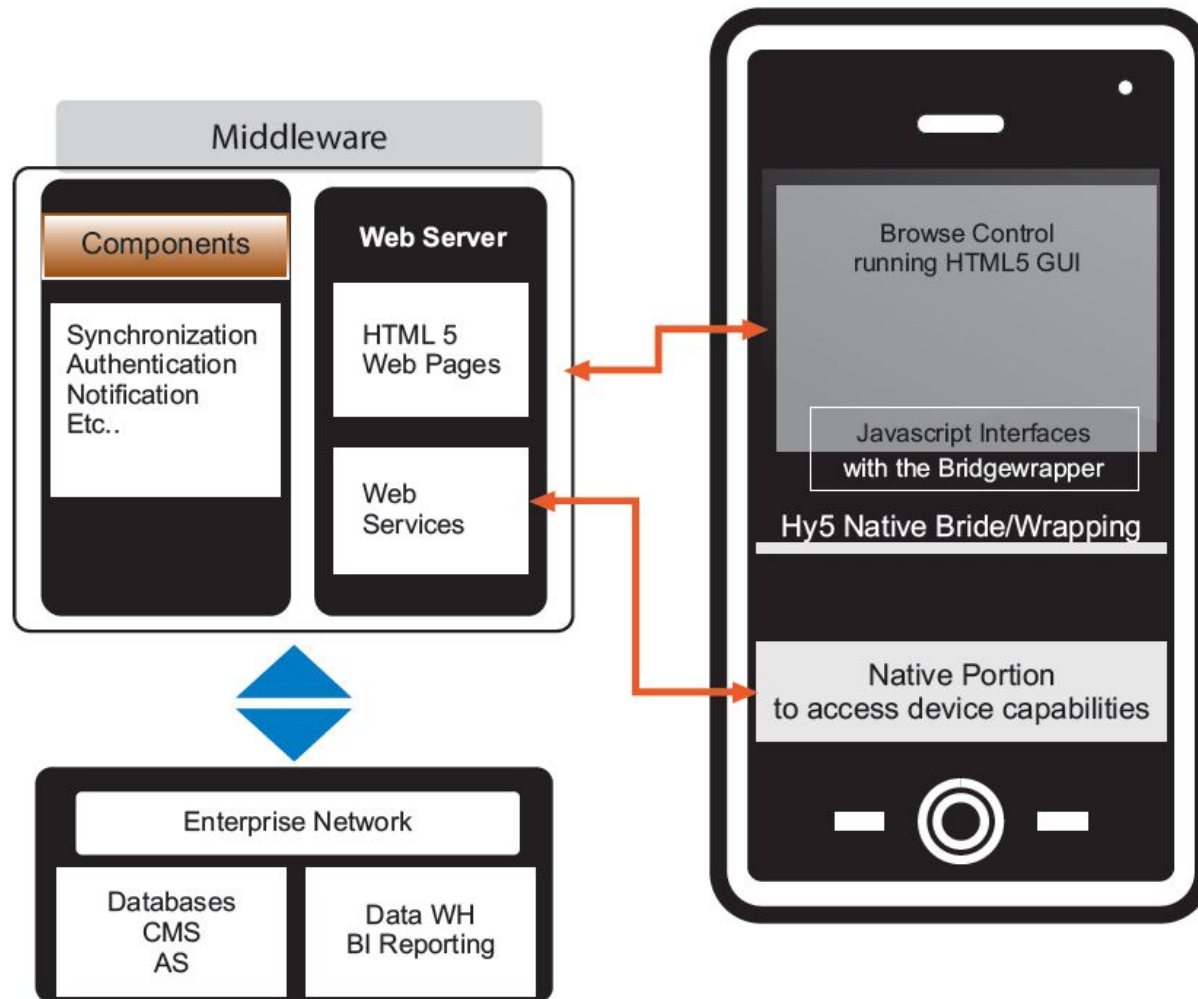 Middleware
Components
Synchronization
Authentication
Notification
Etc..
Web Server
HTML 5
Web Pages
Web
Services
Enterprise Network
Databases
CMS
AS
Data WH
BI Reporting
Browse Control
running HTML5 GUI
Javascript Interfaces
with the Bridgewrapper
Hy5 Native Bride/Wrapping
Native Portion
to access device capabilities